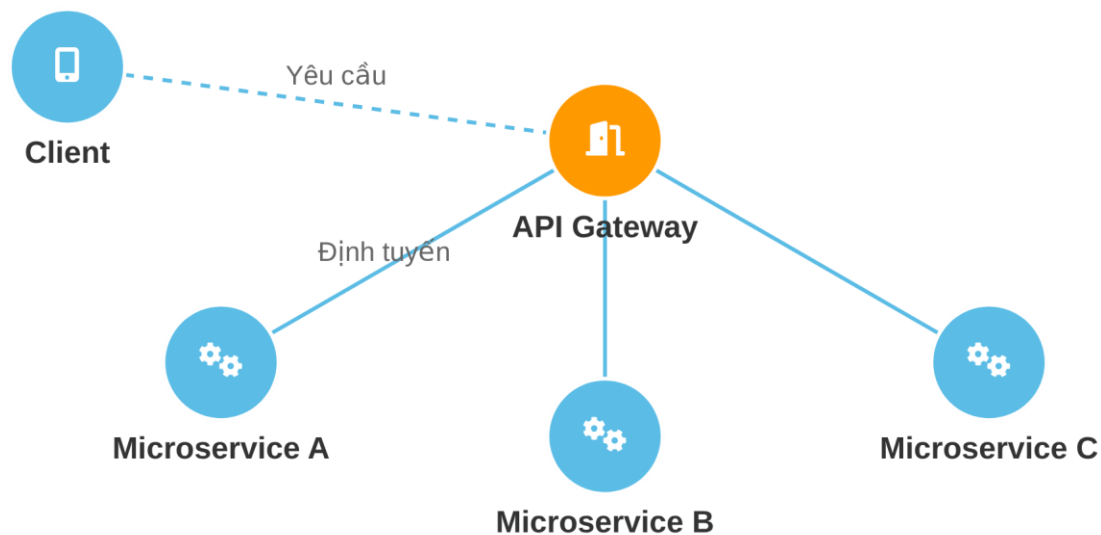 Yêu cầu
Client
API Gateway
Định tuyến
Microservice A
Microservice C
Microservice B